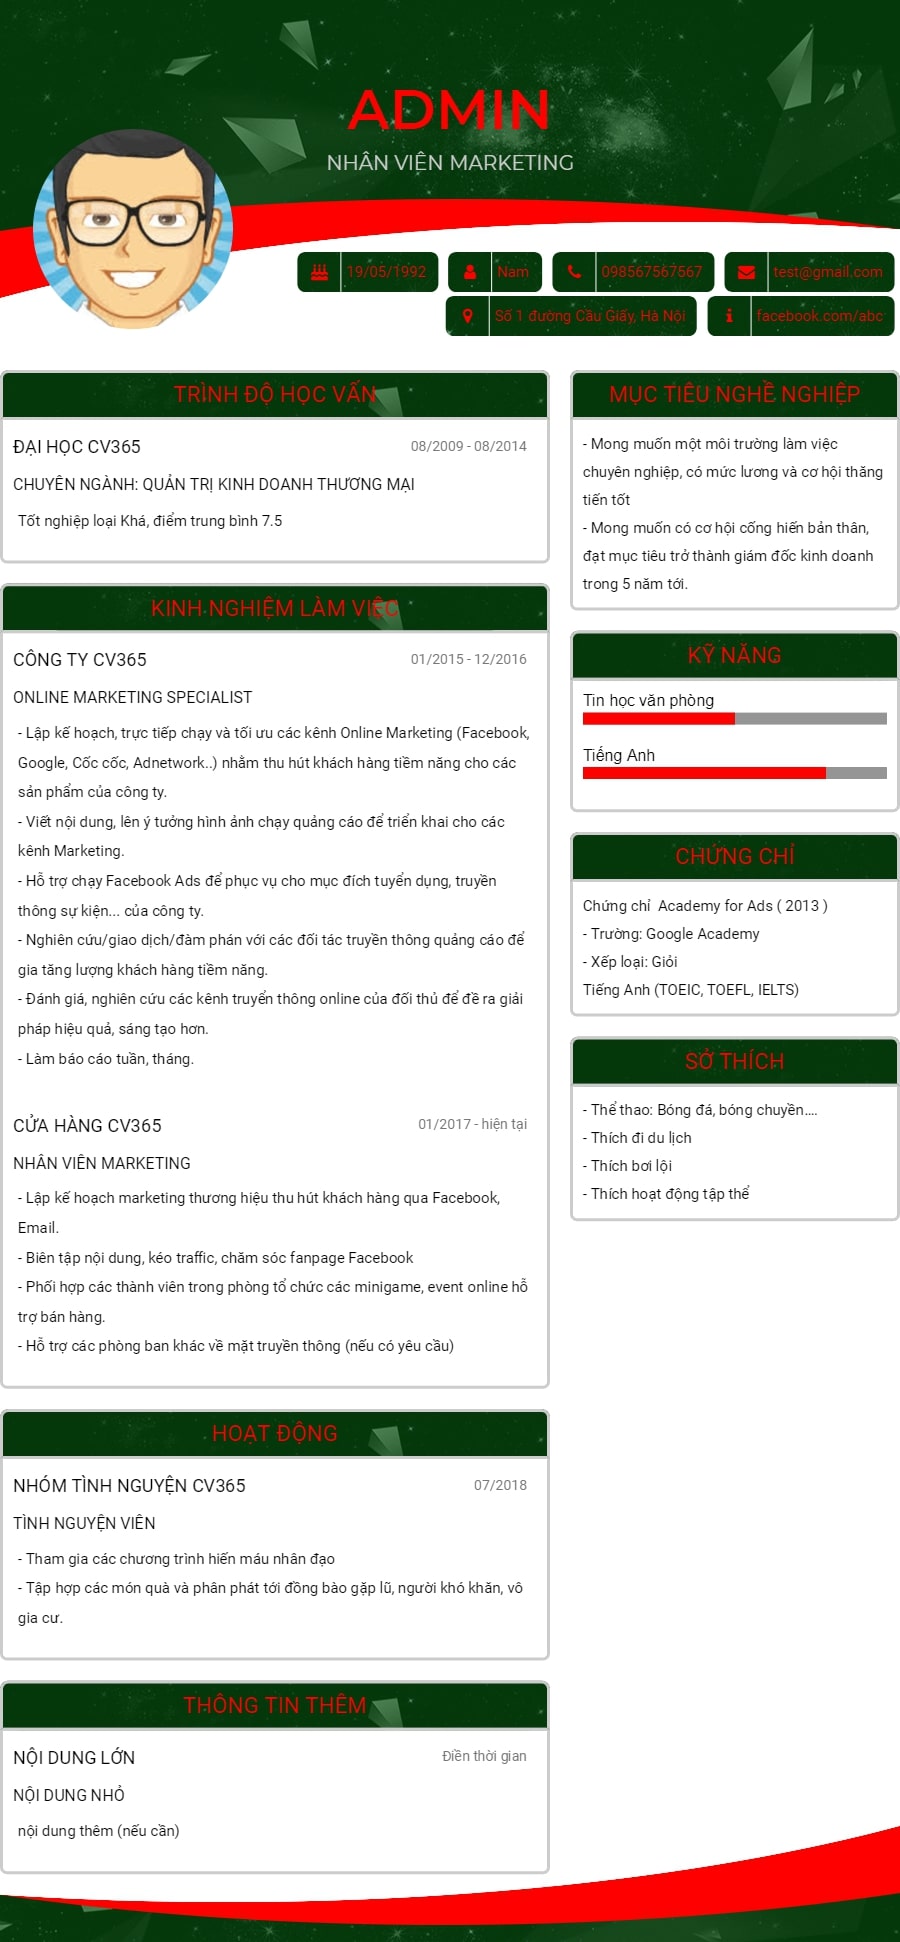 ADMIN
NHÂN VIÊN MARKETING
19/05/1992
Nam
098567567567
test@gmail.com
Số 1 đường Cầu Giấy, Hà Nội
facebook.com/abc
TRÌNH ĐỘ HỌC VẤN
ĐẠI HỌC CV365
08/2009 - 08/2014
CHUYÊN NGÀNH: QUẢN TRỊ KINH DOANH THƯƠNG MẠI
Tốt nghiệp loại Khá, điểm trung bình 7.5
KINH NGHIỆM LÀM VIỆC
CÔNG TY CV365
01/2015 - 12/2016
ONLINE MARKETING SPECIALIST
- Lập kế hoạch, trực tiếp chạy và tối ưu các kênh Online Marketing (Facebook,
Google, Cốc cốc, Adnetwork..) nhằm thu hút khách hàng tiềm năng cho các
sản phẩm của công ty.
- Viết nội dung, lên ý tưởng hình ảnh chạy quảng cáo để triển khai cho các
kênh Marketing.
- Hỗ trợ chạy Facebook Ads để phục vụ cho mục đích tuyển dụng, truyền
thông sự kiện... của công ty.
- Nghiên cứu/giao dịch/đàm phán với các đối tác truyền thông quảng cáo để
gia tăng lượng khách hàng tiềm năng.
- Đánh giá, nghiên cứu các kênh truyển thông online của đối thủ để đề ra giải
pháp hiệu quả, sáng tạo hơn.
- Làm báo cáo tuần, tháng.
CỬA HÀNG CV365
01/2017 - hiện tại
NHÂN VIÊN MARKETING
- Lập kế hoạch marketing thương hiệu thu hút khách hàng qua Facebook,
Email.
- Biên tập nội dung, kéo traffic, chăm sóc fanpage Facebook
- Phối hợp các thành viên trong phòng tổ chức các minigame, event online hỗ
trợ bán hàng.
- Hỗ trợ các phòng ban khác về mặt truyền thông (nếu có yêu cầu)
HOẠT ĐỘNG
NHÓM TÌNH NGUYỆN CV365
07/2018
TÌNH NGUYỆN VIÊN
- Tham gia các chương trình hiến máu nhân đạo
- Tập hợp các món quà và phân phát tới đồng bào gặp lũ, người khó khăn, vô
gia cư.
THÔNG TIN THÊM
NỘI DUNG LỚN
Điền thời gian
NỘI DUNG NHỎ
nội dung thêm (nếu cần)
MỤC TIÊU NGHỀ NGHIỆP
- Mong muốn một môi trường làm việc
chuyên nghiệp, có mức lương và cơ hội thăng
tiến tốt
- Mong muốn có cơ hội cống hiến bản thân,
đạt mục tiêu trở thành giám đốc kinh doanh
trong 5 năm tới.
KỸ NĂNG
Tin học văn phòng
Tiếng Anh
CHỨNG CHỈ
Chứng chỉ  Academy for Ads ( 2013 )
- Trường: Google Academy
- Xếp loại: Giỏi
Tiếng Anh (TOEIC, TOEFL, IELTS)
SỞ THÍCH
- Thể thao: Bóng đá, bóng chuyền....
- Thích đi du lịch
- Thích bơi lội
- Thích hoạt động tập thể